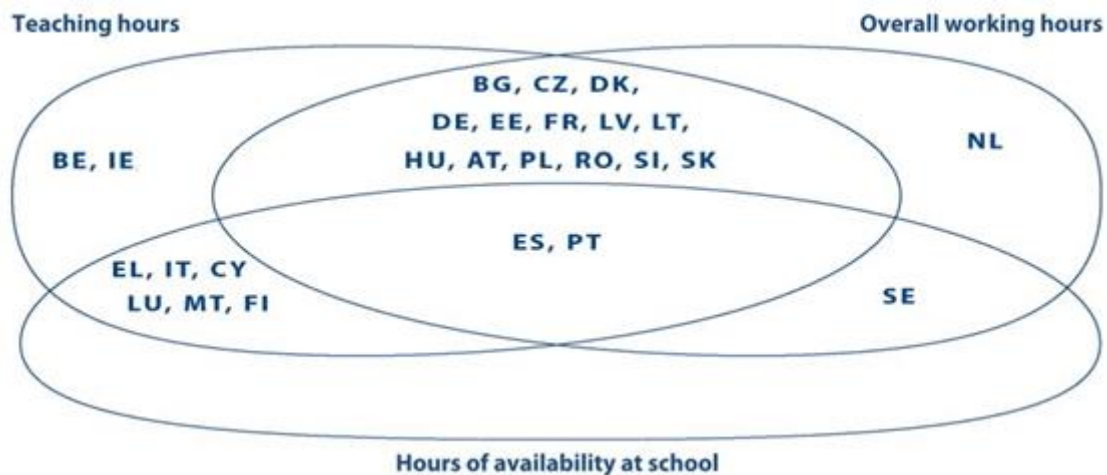 Teaching hours
Overall working hours
BG, CZ, DK,
DE, EE, FR, LV, LT,
HU, AT, PL, RO, SI, SK
NL
BE, IE
ES, PT
EL, IT, CY
LU, MT, FI
SE
Hours of availability at school